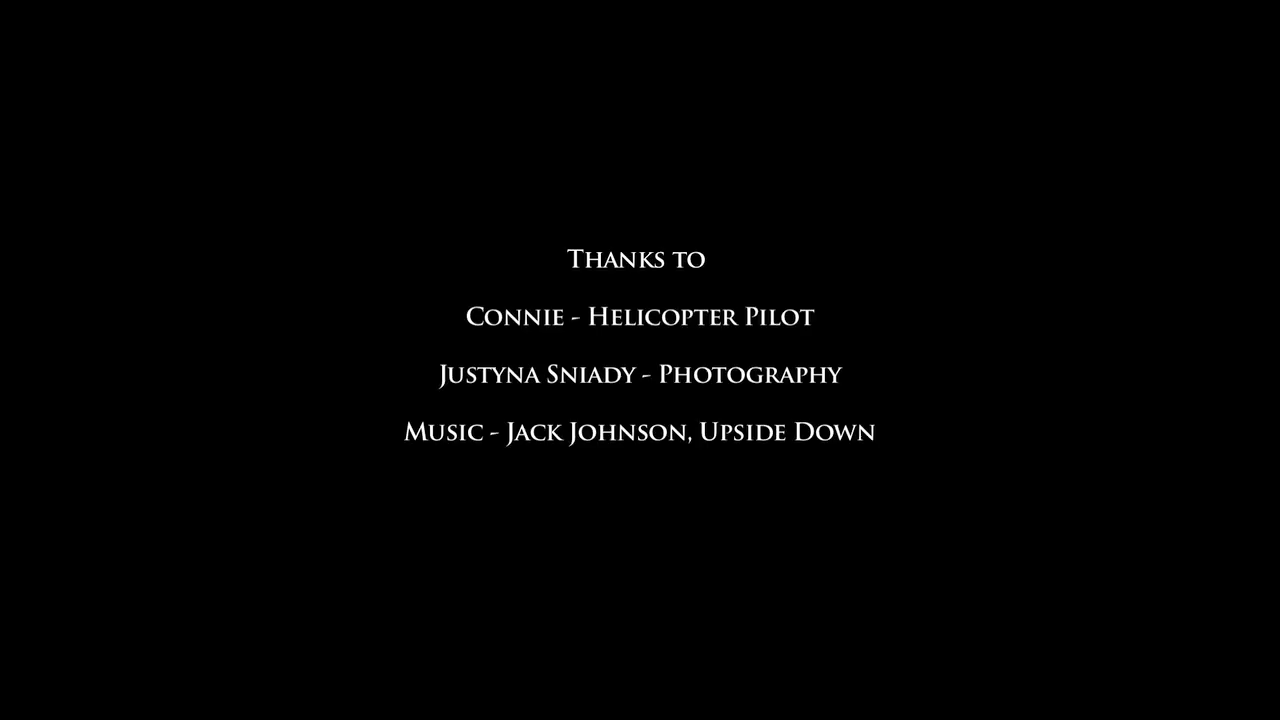 Thanks to
Connie - Helicopter Pilot
Justyna Sniady - Photography
Music - Jack Johnson, Upside Down